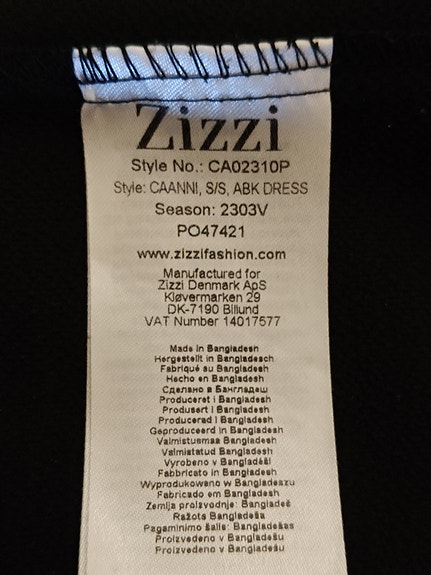 Zizzi
Style No.: CA02310P
Style: CAANNI, S/S, ABK DRESS
Season: 2303V
PO47421
www.zizzifashion.com
Manufactured for
Zizzi Denmark ApS
Kløvermarken 29
DK-7190 Billund
VAT Number 14017577
Made in Bangladesh
Hergestellt in Bangladesch
Fabriqué au Bangladesh
Hecho en Bangladesh
Сделано в Бангладеш
Produceret i Bangladesh
Produsert i Bangladesh
Producerad i Bangladesh
Geproduceerd in Bangladesh
Valmistusmaa Bangladesh
Valmistatud Bangladesh
Vyrobeno v Bangladéši
Fabbricato in Bangladesh
Wyprodukowano w Bangladeszu
Fabricado em Bangladesh
Zemlja proizvodnje: Bangladeš
Ražots Bangladeša
Pagaminimo šalis: Bangladešas
Proizvedeno v Bangladešu
Proizvedeno v Bangladešu